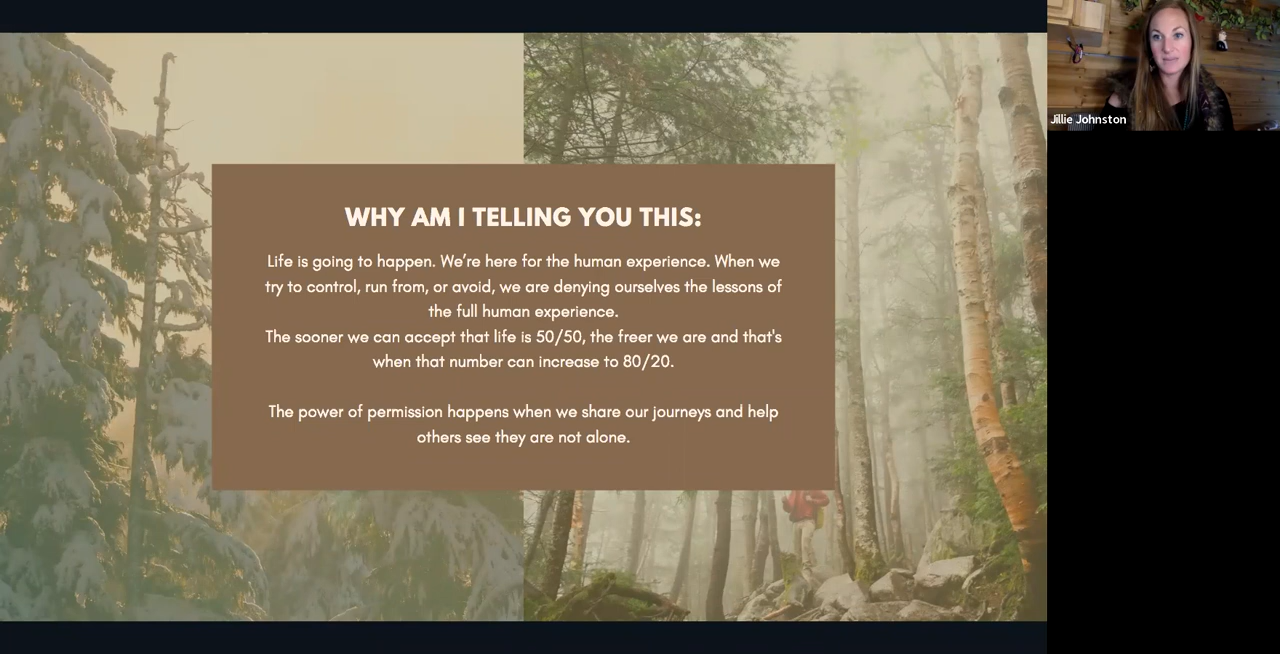 WHY AM I TELLING YOU THIS:
Life is going to happen. We're here for the human experience. When we
try to control, run from, or avoid, we are denying ourselves the lessons of
the full human experience.
The sooner we can accept that life is 50/50, the freer we are and that's
when that number can increase to 80/20.
The power of permission happens when we share our journeys and help
others see they are not alone.
Jillie Johnston